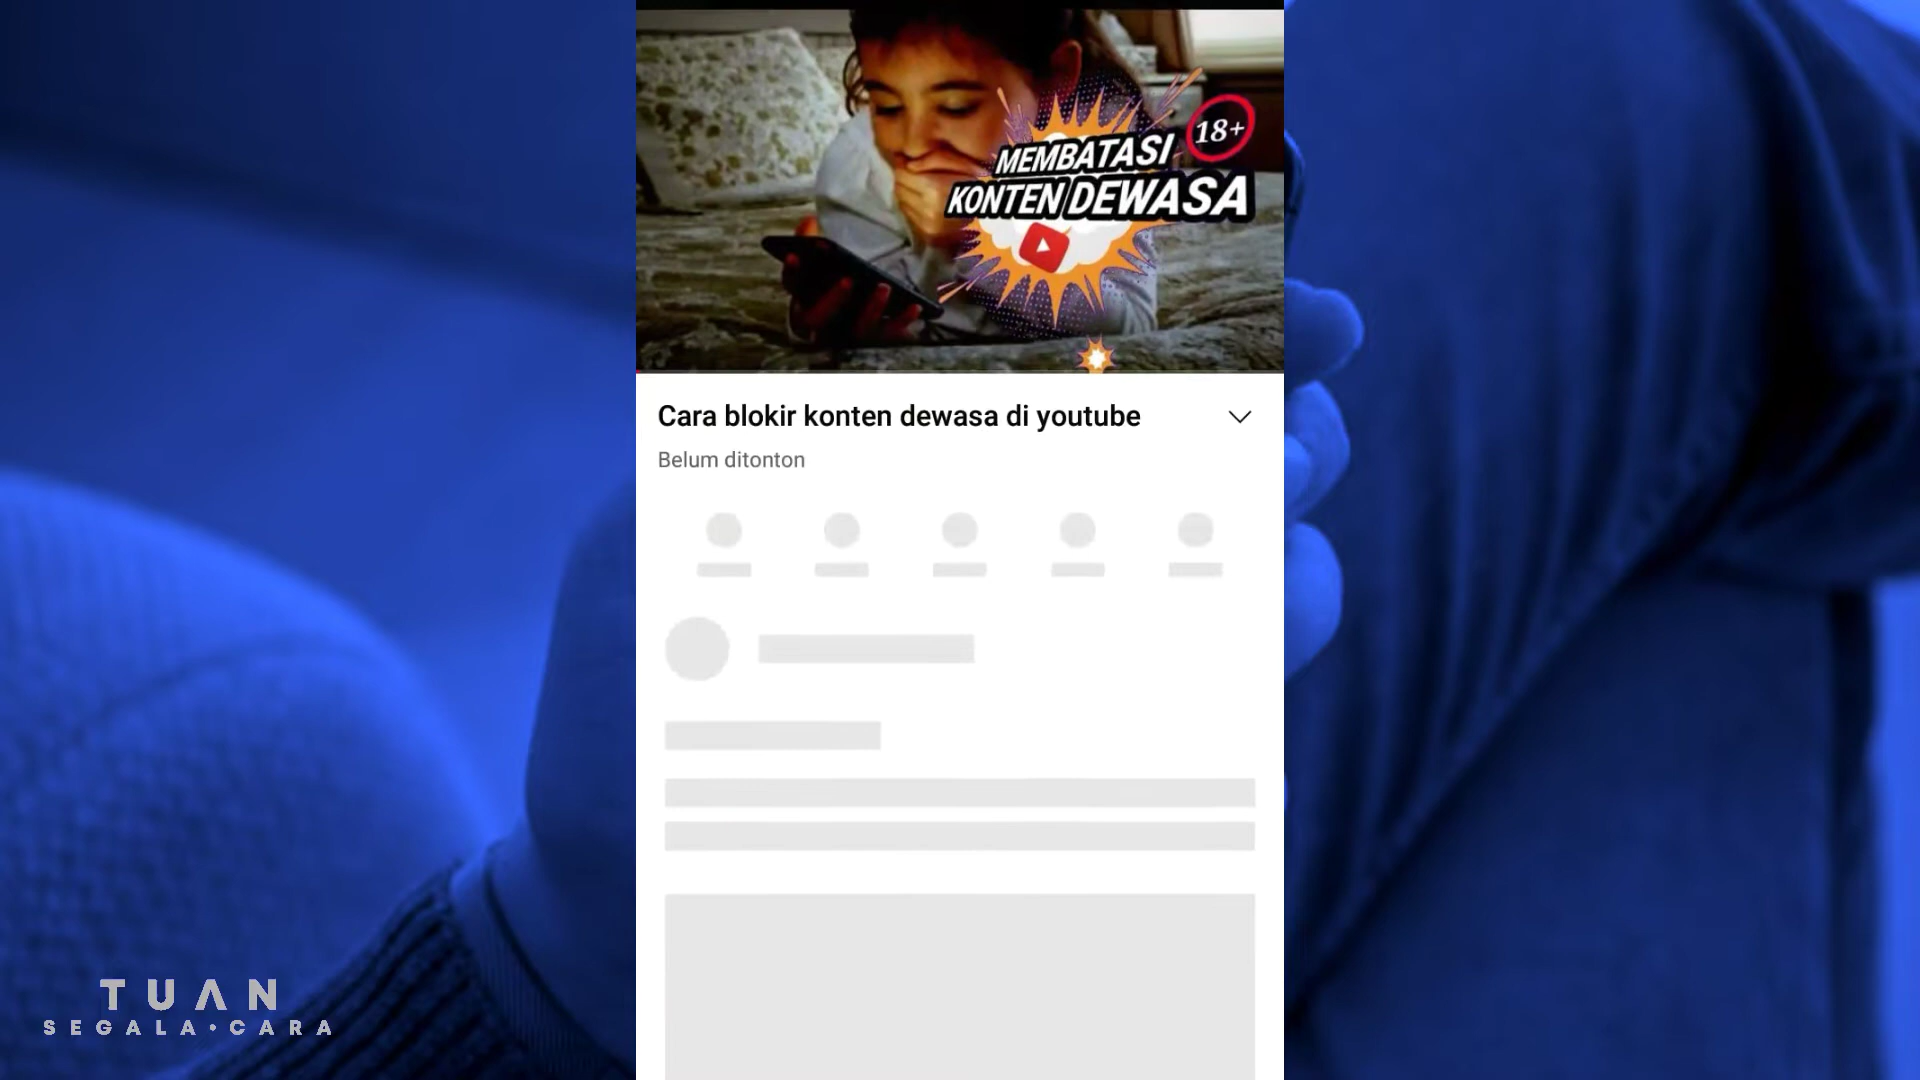 MEMBATASI 18+
KONTEN DEWASA
Cara blokir konten dewasa di youtube
Belum ditonton
TUAN
SEGALA•CARA